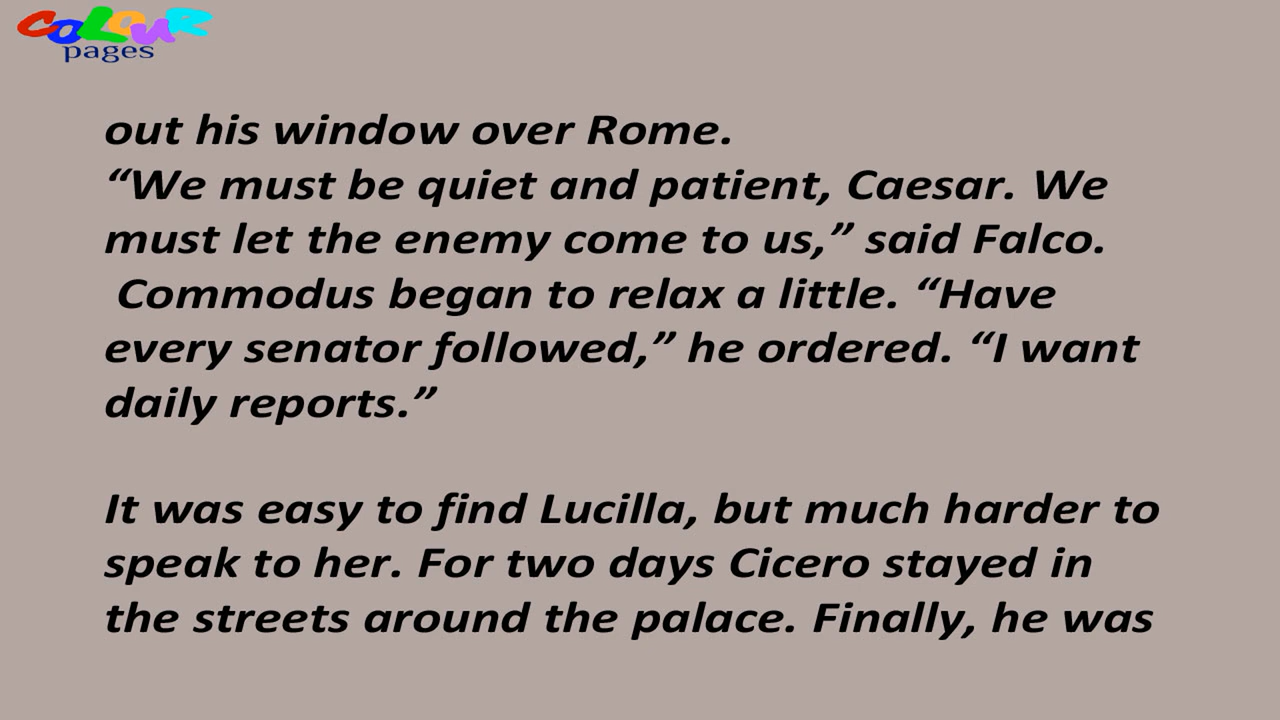 COLOUR
pages
out his window over Rome.
“We must be quiet and patient, Caesar. We
must let the enemy come to us,” said Falco.
Commodus began to relax a little. “Have
every senator followed,” he ordered. “I want
daily reports.”
It was easy to find Lucilla, but much harder to
speak to her. For two days Cicero stayed in
the streets around the palace. Finally, he was